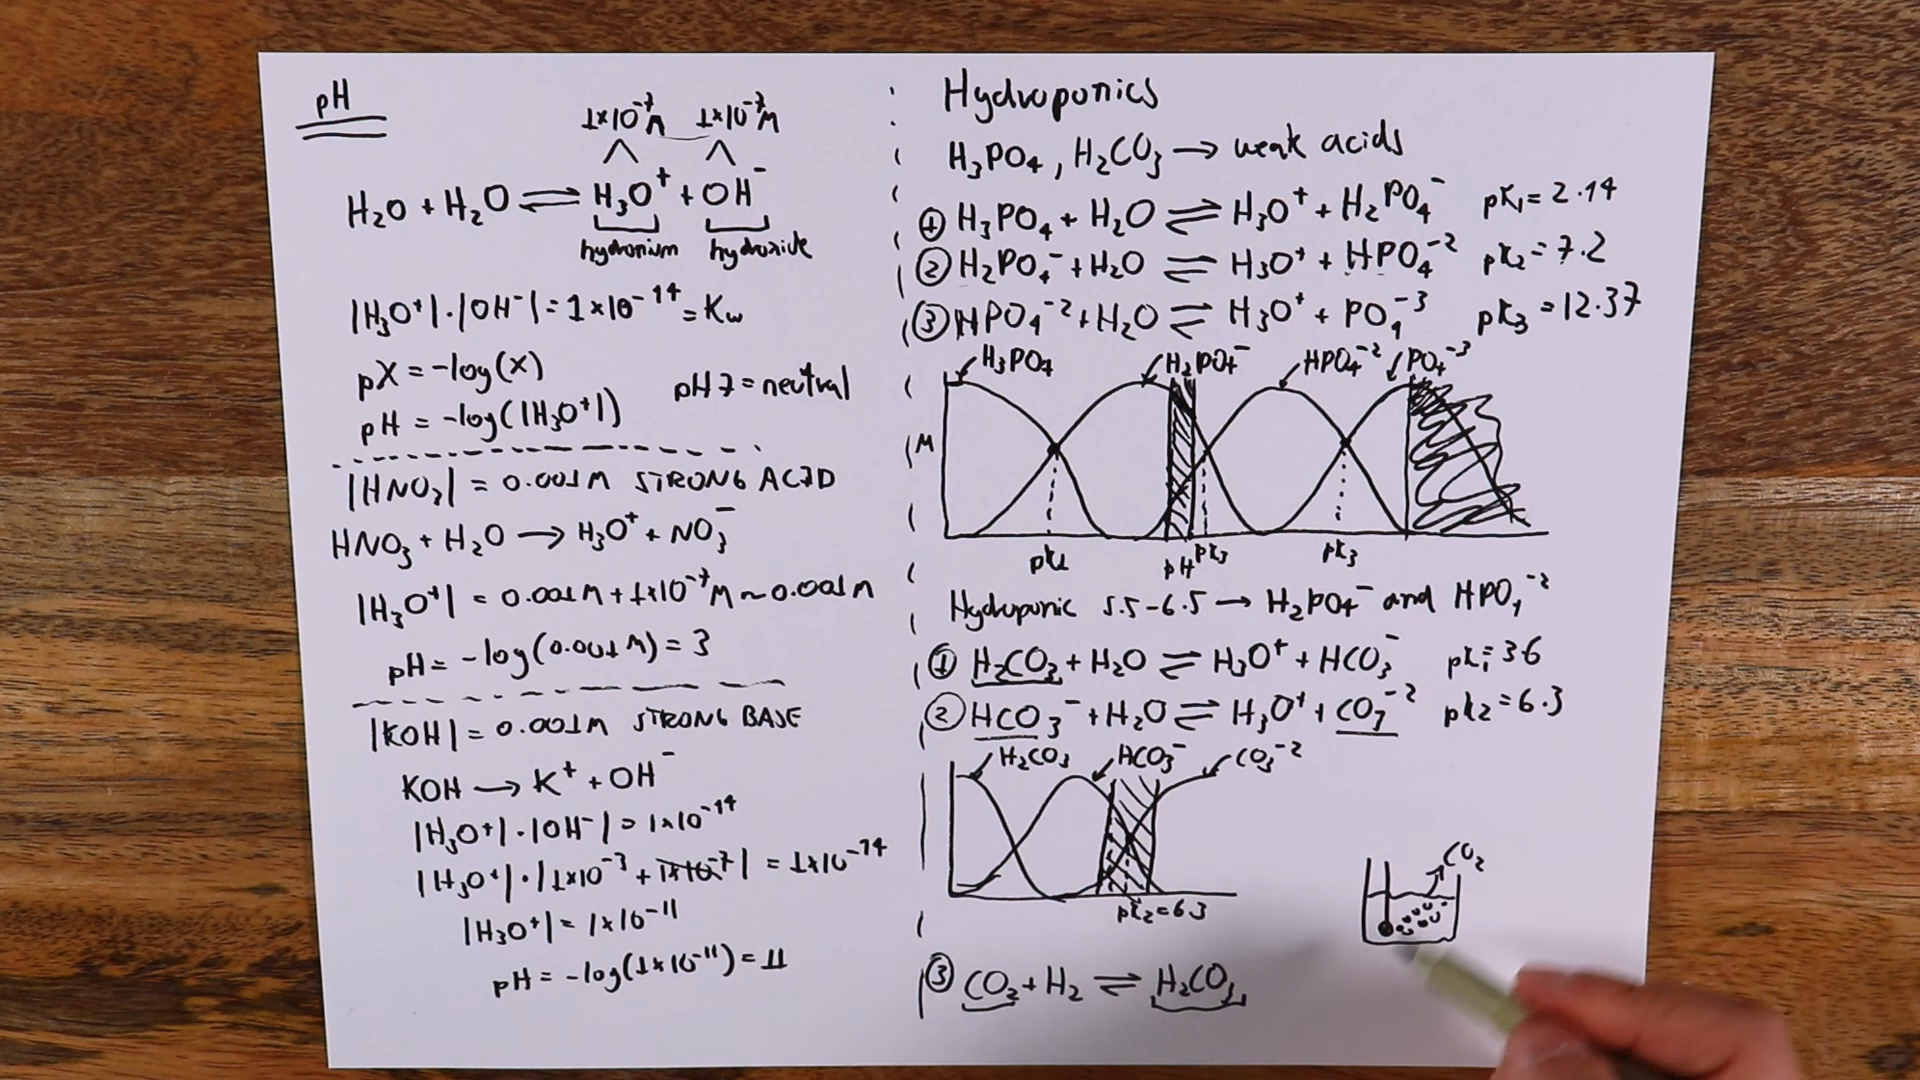 pH
1×10⁻⁷M 1×10⁻⁷M
H₂O + H₂O ⇌ H₃O⁺ + OH⁻
hydronium hydroxide
|H₃O⁺|·|OH⁻| = 1×10⁻¹⁴ = Kw
pX = -log(x)
pH 7 = neutral
pH = -log(|H₃O⁺|)
|HNO₃| = 0.001M STRONG ACID
HNO₃ + H₂O → H₃O⁺ + NO₃⁻
|H₃O⁺| = 0.001M + 1×10⁻⁷M ~ 0.001M
pH = -log(0.001M) = 3
|KOH| = 0.001M STRONG BASE
KOH → K⁺ + OH⁻
|H₃O⁺|·|OH⁻| = 1×10⁻¹⁴
|H₃O⁺|·|1×10⁻³ + 1×10⁻⁷| = 1×10⁻¹⁴
|H₃O⁺| = 1×10⁻¹¹
pH = -log(1×10⁻¹¹) = 11
Hydroponics
H₃PO₄, H₂CO₃ → weak acids
① H₃PO₄ + H₂O ⇌ H₃O⁺ + H₂PO₄⁻ pK₁ = 2.14
② H₂PO₄⁻ + H₂O ⇌ H₃O⁺ + HPO₄⁻² pK₂ = 7.2
③ HPO₄⁻² + H₂O ⇌ H₃O⁺ + PO₄⁻³ pK₃ = 12.37
H₃PO₄ H₂PO₄⁻ HPO₄⁻² PO₄⁻³
M
pK₁ pH pK₃ pK₃
Hydroponic 5.5-6.5 → H₂PO₄⁻ and HPO₄⁻²
① H₂CO₃ + H₂O ⇌ H₃O⁺ + HCO₃⁻ pK₁ = 3.6
② HCO₃⁻ + H₂O ⇌ H₃O⁺ + CO₃⁻² pK₂ = 6.3
H₂CO₃ HCO₃⁻ CO₃⁻²
pK₂ = 6.3
CO₂
③ CO₂ + H₂ ⇌ H₂CO₃